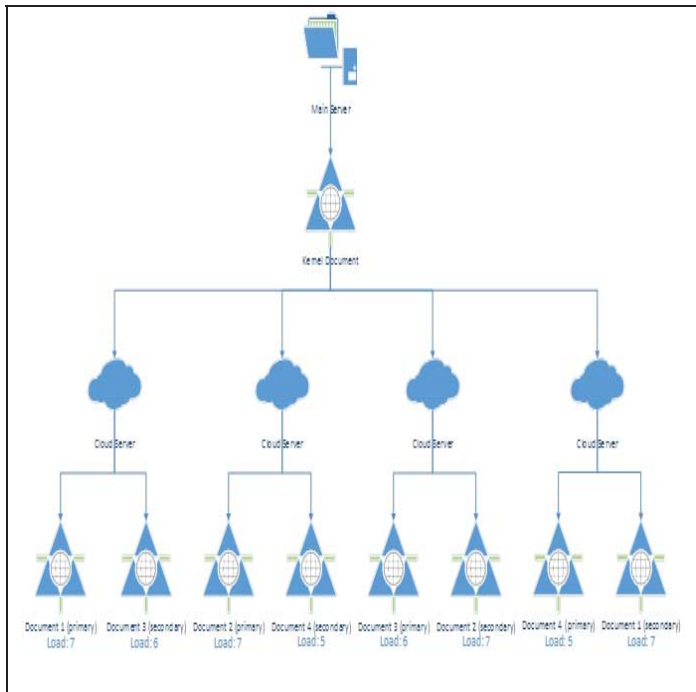 Main Server
Kernel Document
Cloud Server
Cloud Server
Cloud Server
Cloud Server
Document 1 (primary)
Load: 7
Document 3 (secondary)
Load: 6
Document 2 (primary)
Load: 7
Document 4 (secondary)
Load: 5
Document 3 (primary)
Load: 6
Document 2 (secondary)
Load: 7
Document 4 (primary)
Load: 5
Document 1 (secondary)
Load: 7